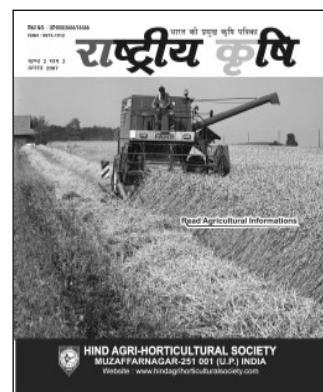 भारत की प्रमुख कृषि पत्रिका
राष्ट्रीय कृषि
Read Agricultural Informations
HIND AGRI-HORTICULTURAL SOCIETY
MUZAFFARNAGAR-251 001 (U.P.) INDIA
Website : www.hindagrihorticulturalsociety.com